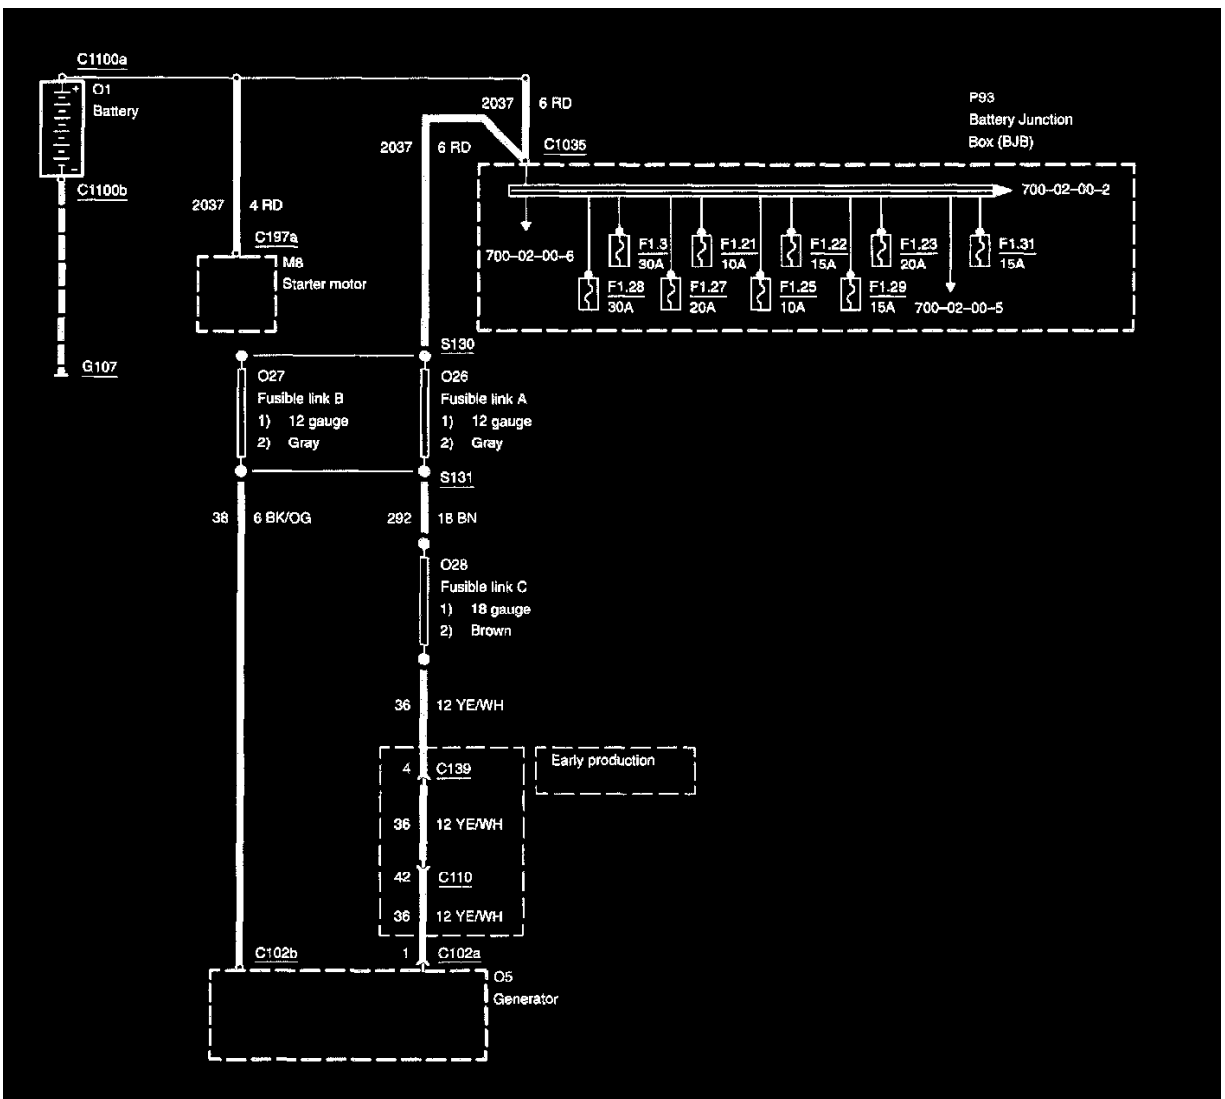 C1100a
O1
Battery
C1100b
G107
2037 4 RD
C197a
M8
Starter motor
2037 6 RD
2037 6 RD
C1035
P93
Battery Junction
Box (BJB)
700-02-00-2
700-02-00-6
F1.3
30A
F1.21
10A
F1.22
15A
F1.23
20A
F1.31
15A
F1.28
30A
F1.27
20A
F1.25
10A
F1.29
15A
700-02-00-5
S130
O27
Fusible link B
1) 12 gauge
2) Gray
O26
Fusible link A
1) 12 gauge
2) Gray
S131
38 6 BK/OG
292 18 BN
O28
Fusible link C
1) 18 gauge
2) Brown
36 12 YE/WH
4 C139
Early production
36 12 YE/WH
42 C110
36 12 YE/WH
C102b
1 C102a
O5
Generator